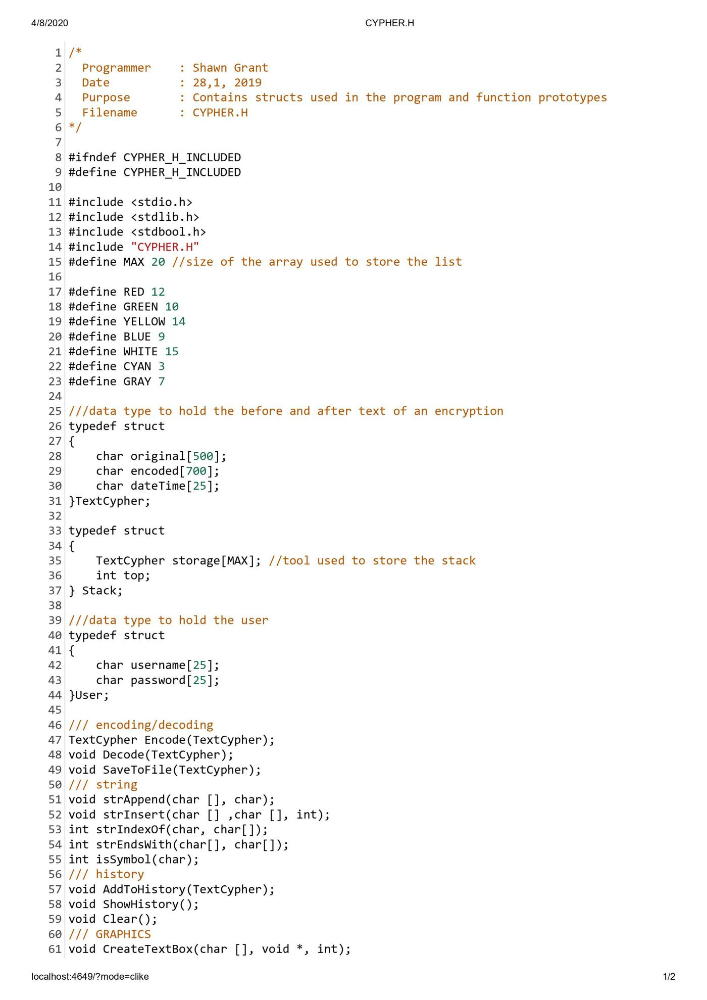 4/8/2020 CYPHER.H
1 /*
2   Programmer    : Shawn Grant
3   Date          : 28,1, 2019
4   Purpose       : Contains structs used in the program and function prototypes
5   Filename      : CYPHER.H
6 */
7
8 #ifndef CYPHER_H_INCLUDED
9 #define CYPHER_H_INCLUDED
10
11 #include <stdio.h>
12 #include <stdlib.h>
13 #include <stdbool.h>
14 #include "CYPHER.H"
15 #define MAX 20 //size of the array used to store the list
16
17 #define RED 12
18 #define GREEN 10
19 #define YELLOW 14
20 #define BLUE 9
21 #define WHITE 15
22 #define CYAN 3
23 #define GRAY 7
24
25 ///data type to hold the before and after text of an encryption
26 typedef struct
27 {
28     char original[500];
29     char encoded[700];
30     char dateTime[25];
31 }TextCypher;
32
33 typedef struct
34 {
35     TextCypher storage[MAX]; //tool used to store the stack
36     int top;
37 } Stack;
38
39 ///data type to hold the user
40 typedef struct
41 {
42     char username[25];
43     char password[25];
44 }User;
45
46 /// encoding/decoding
47 TextCypher Encode(TextCypher);
48 void Decode(TextCypher);
49 void SaveToFile(TextCypher);
50 /// string
51 void strAppend(char [], char);
52 void strInsert(char [] ,char [], int);
53 int strIndexOf(char, char[]);
54 int strEndsWith(char[], char[]);
55 int isSymbol(char);
56 /// history
57 void AddToHistory(TextCypher);
58 void ShowHistory();
59 void Clear();
60 /// GRAPHICS
61 void CreateTextBox(char [], void *, int);
localhost:4649/?mode=clike 1/2